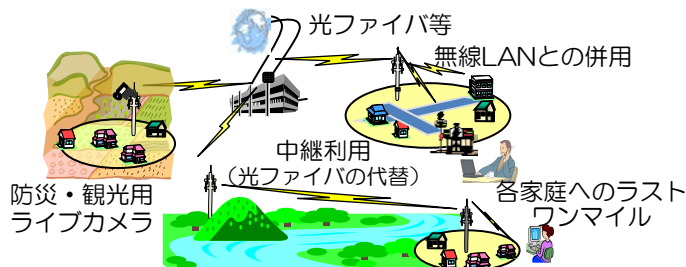 光ファイバ等
無線LANとの併用
中継利用
(光ファイバの代替)
防災・観光用
ライブカメラ
各家庭へのラスト
ワンマイル